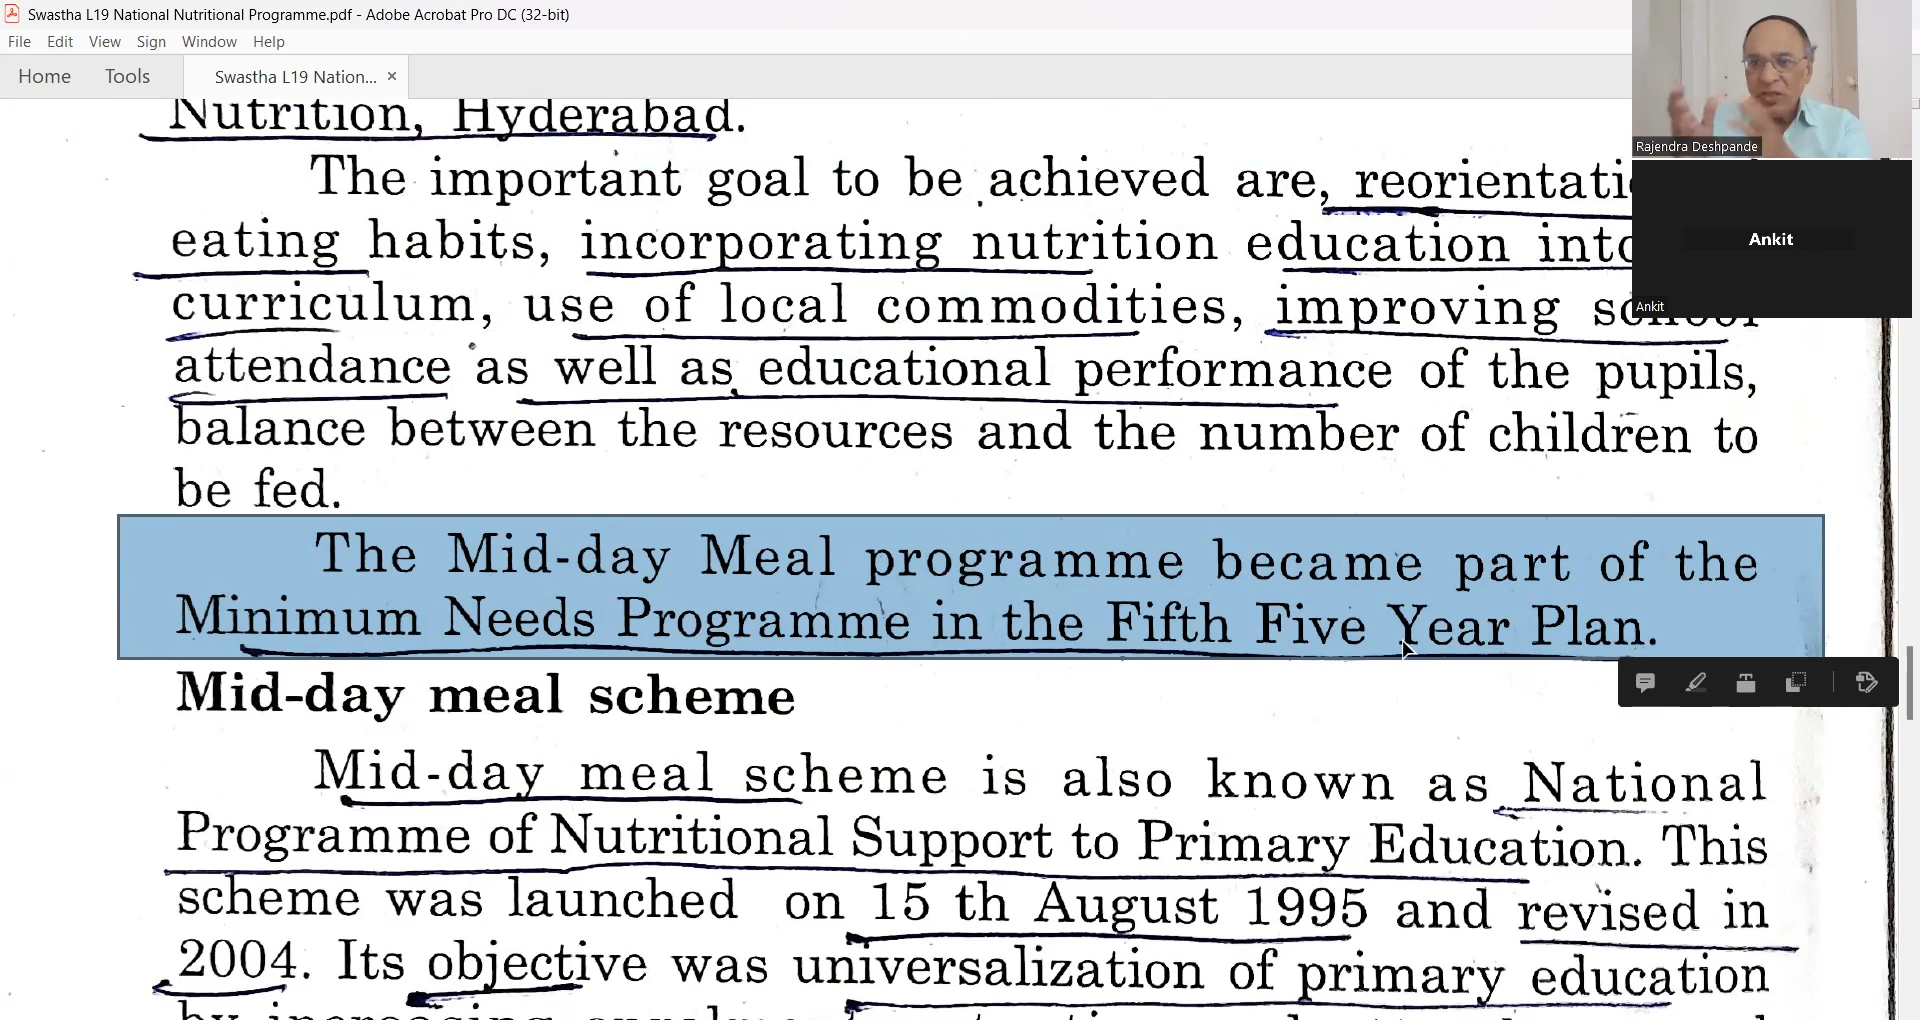 Swastha L19 National Nutritional Programme.pdf - Adobe Acrobat Pro DC (32-bit)
File Edit View Sign Window Help
Home Tools Swastha L19 Nation... ×
Nutrition, Hyderabad.
The important goal to be achieved are, reorientati
eating habits, incorporating nutrition education into
curriculum, use of local commodities, improving school
attendance as well as educational performance of the pupils,
balance between the resources and the number of children to
be fed.
The Mid-day Meal programme became part of the
Minimum Needs Programme in the Fifth Five Year Plan.
Mid-day meal scheme
Mid-day meal scheme is also known as National
Programme of Nutritional Support to Primary Education. This
scheme was launched on 15 th August 1995 and revised in
2004. Its objective was universalization of primary education
by increasing
Rajendra Deshpande
Ankit
Ankit